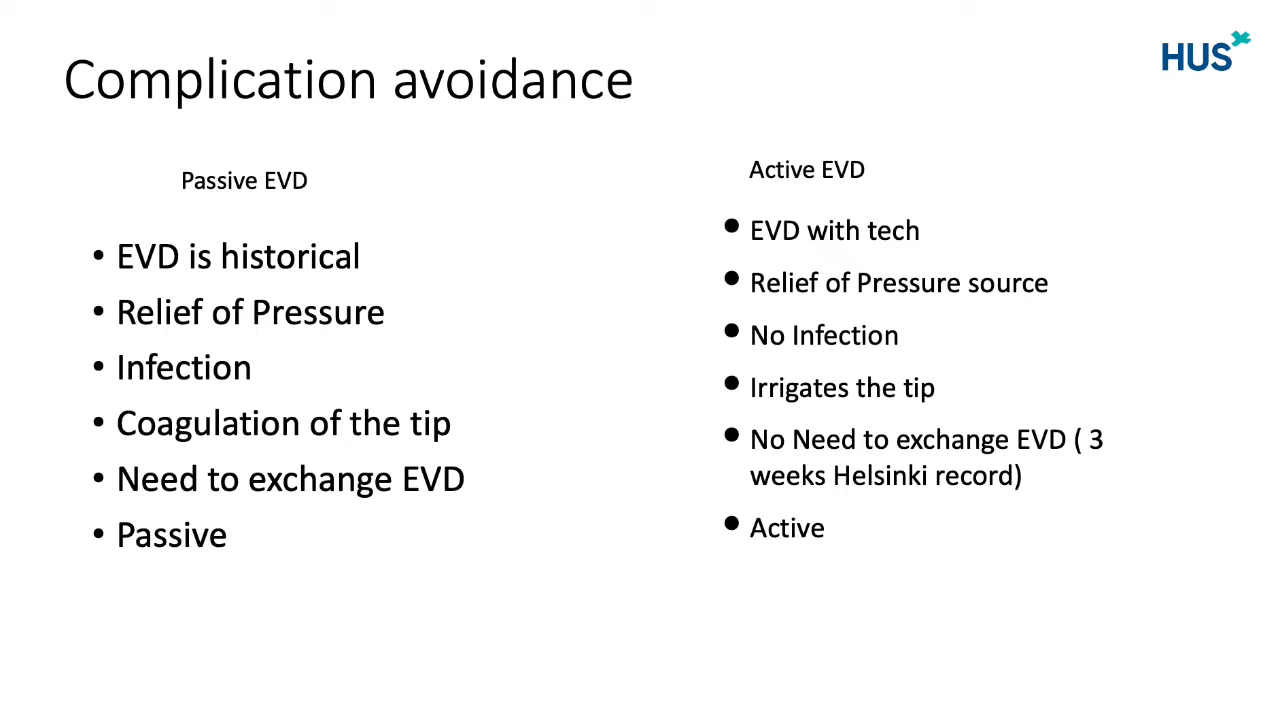 Complication avoidance
HUS
Passive EVD
• EVD is historical
• Relief of Pressure
• Infection
• Coagulation of the tip
• Need to exchange EVD
• Passive
Active EVD
• EVD with tech
• Relief of Pressure source
• No Infection
• Irrigates the tip
• No Need to exchange EVD ( 3
weeks Helsinki record)
• Active